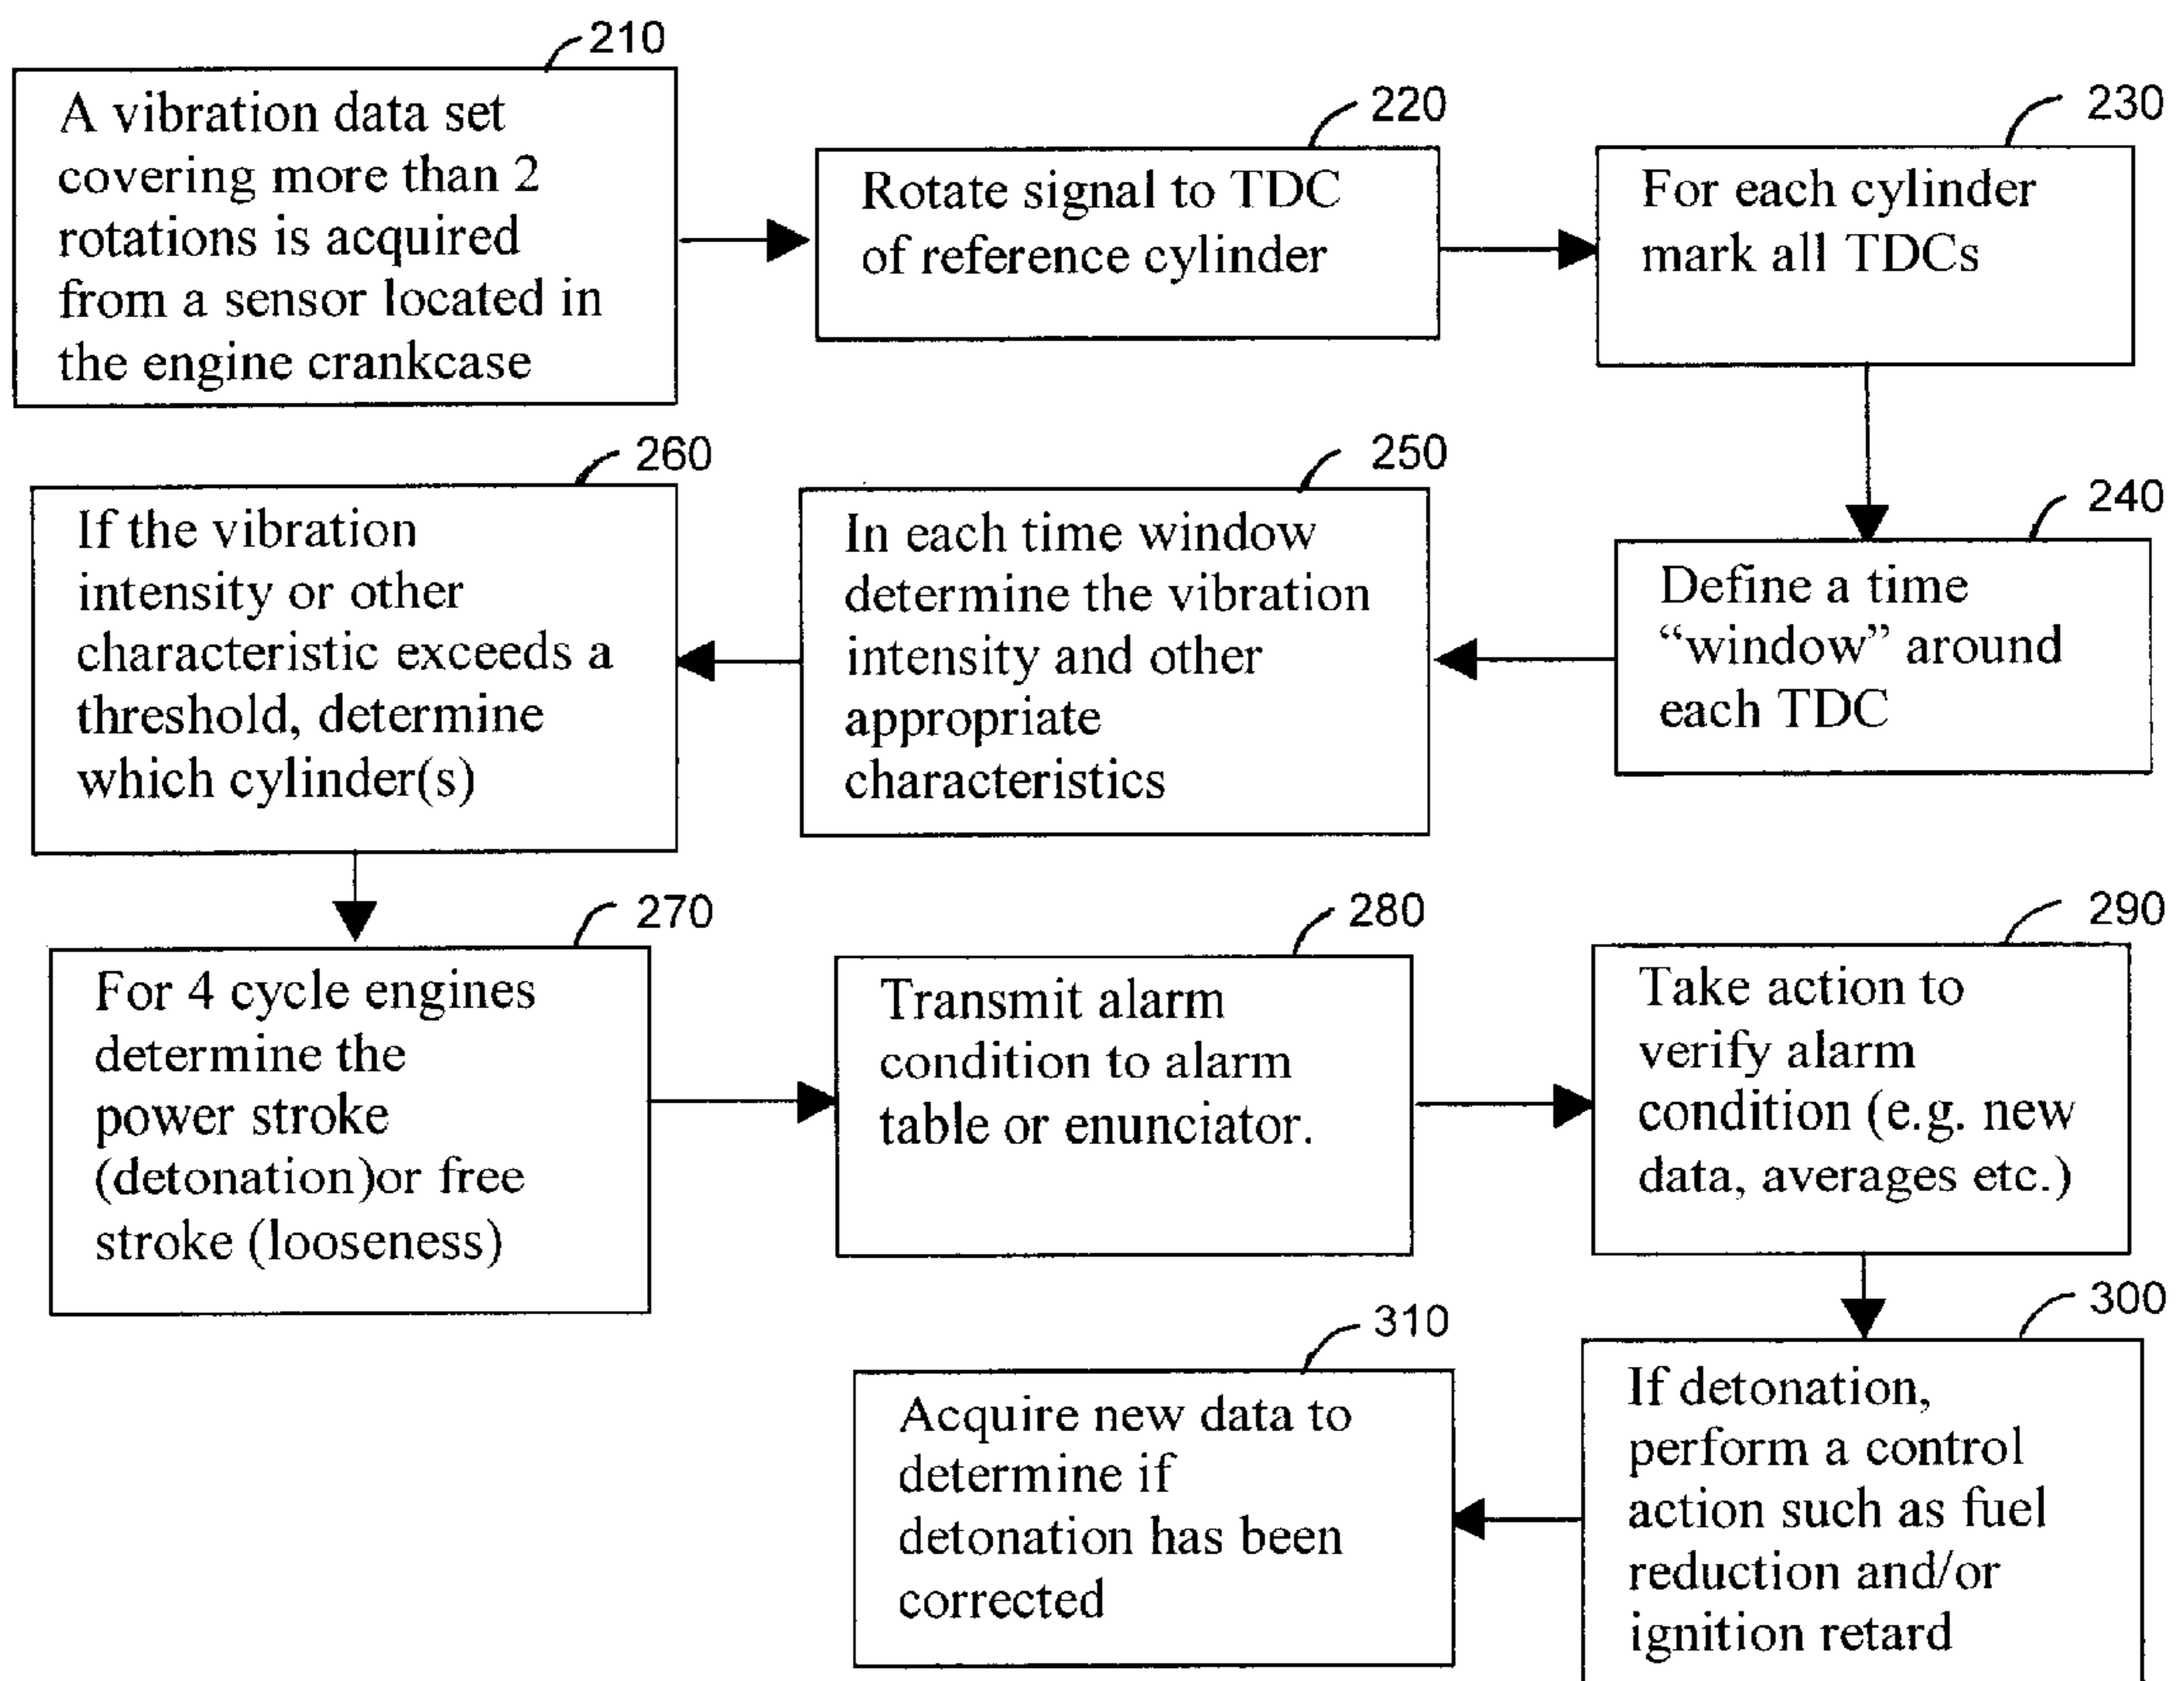 210
A vibration data set
covering more than 2
rotations is acquired
from a sensor located in
the engine crankcase
220
Rotate signal to TDC
of reference cylinder
230
For each cylinder
mark all TDCs
240
Define a time
“window” around
each TDC
250
In each time window
determine the vibration
intensity and other
appropriate
characteristics
260
If the vibration
intensity or other
characteristic exceeds a
threshold, determine
which cylinder(s)
270
For 4 cycle engines
determine the
power stroke
(detonation)or free
stroke (looseness)
280
Transmit alarm
condition to alarm
table or enunciator.
290
Take action to
verify alarm
condition (e.g. new
data, averages etc.)
300
If detonation,
perform a control
action such as fuel
reduction and/or
ignition retard
310
Acquire new data to
determine if
detonation has been
corrected